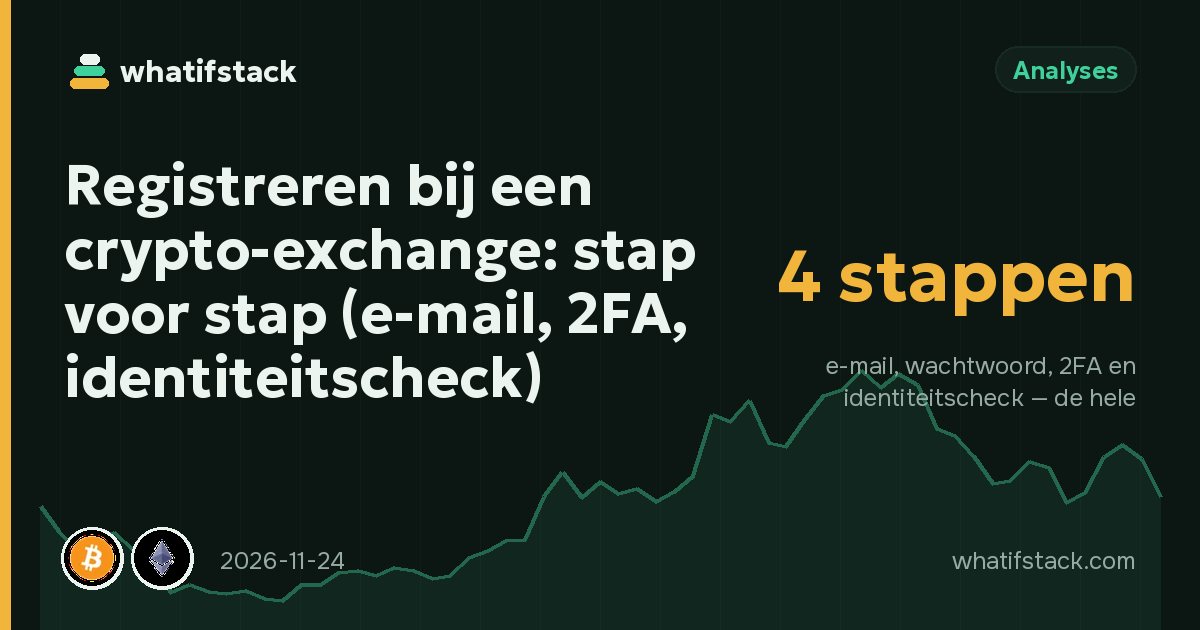 whatifstack
Analyses
Registreren bij een
crypto-exchange: stap
voor stap (e-mail, 2FA,
identiteitscheck)
4 stappen
e-mail, wachtwoord, 2FA en
identiteitscheck — de hele
2026-11-24
whatifstack.com